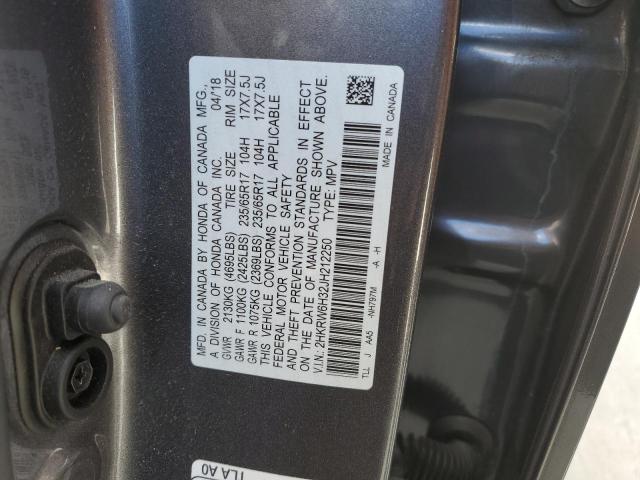 MFD. IN CANADA BY HONDA OF CANADA MFG.,
A DIVISION OF HONDA CANADA INC. 04/18
GVWR 2130KG (4695LBS) TIRE SIZE RIM SIZE
GAWR F 1100KG (2425LBS) 235/65R17 104H 17X7.5J
GAWR R 1075KG (2369LBS) 235/65R17 104H 17X7.5J
THIS VEHICLE CONFORMS TO ALL APPLICABLE
FEDERAL MOTOR VEHICLE SAFETY
AND THEFT PREVENTION STANDARDS IN EFFECT
ON THE DATE OF MANUFACTURE SHOWN ABOVE.
V.I.N.: 2HKRW6H32JH212250 TYPE: MPV
TLL J AA5 -NH797M -A -H
MADE IN CANADA
TLA A0